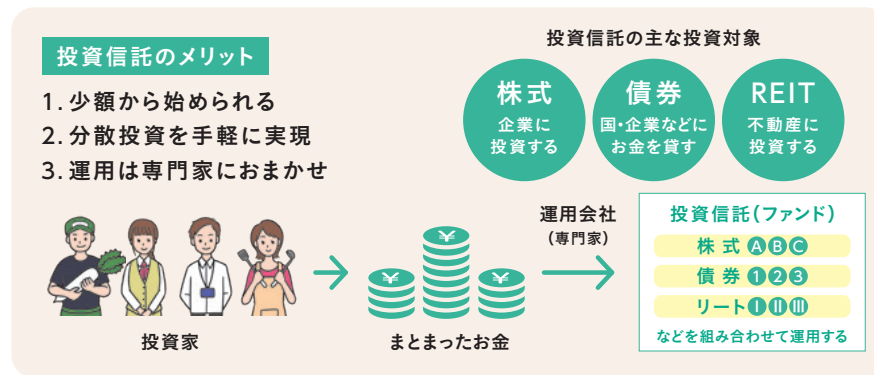 投資信託のメリット
1. 少額から始められる
2. 分散投資を手軽に実現
3. 運用は専門家におまかせ
投資信託の主な投資対象
株式
企業に
投資する
債券
国・企業などに
お金を貸す
REIT
不動産に
投資する
投資家
¥
¥
¥
まとまったお金
運用会社
(専門家)
投資信託(ファンド)
株式 A B C
債券 1 2 3
リート I II III
などを組み合わせて運用する